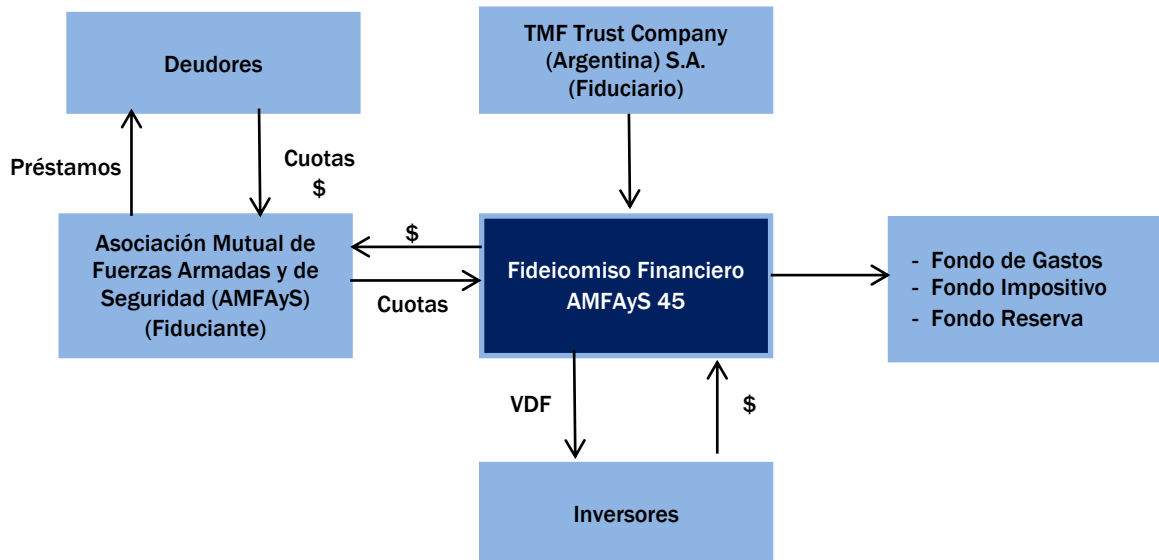 Deudores
TMF Trust Company
(Argentina) S.A.
(Fiduciario)
Préstamos
Cuotas
$
Asociación Mutual de
Fuerzas Armadas y de
Seguridad (AMFAyS)
(Fiduciante)
$
Cuotas
Fideicomiso Financiero
AMFAyS 45
- Fondo de Gastos
- Fondo Impositivo
- Fondo Reserva
VDF
$
Inversores